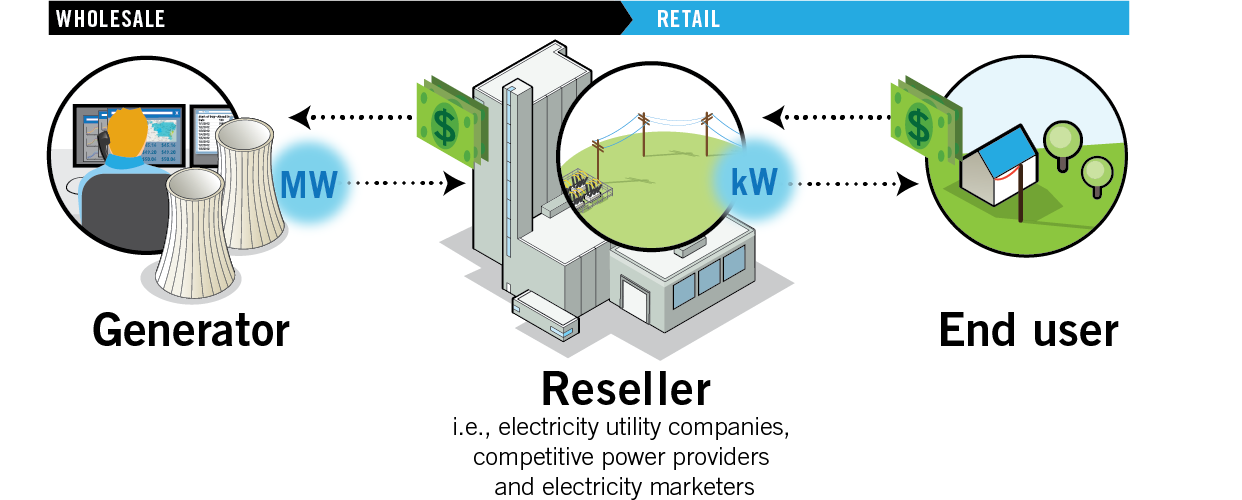 WHOLESALE
RETAIL
$
$
MW
kW
Generator
End user
Reseller
i.e., electricity utility companies,
competitive power providers
and electricity marketers